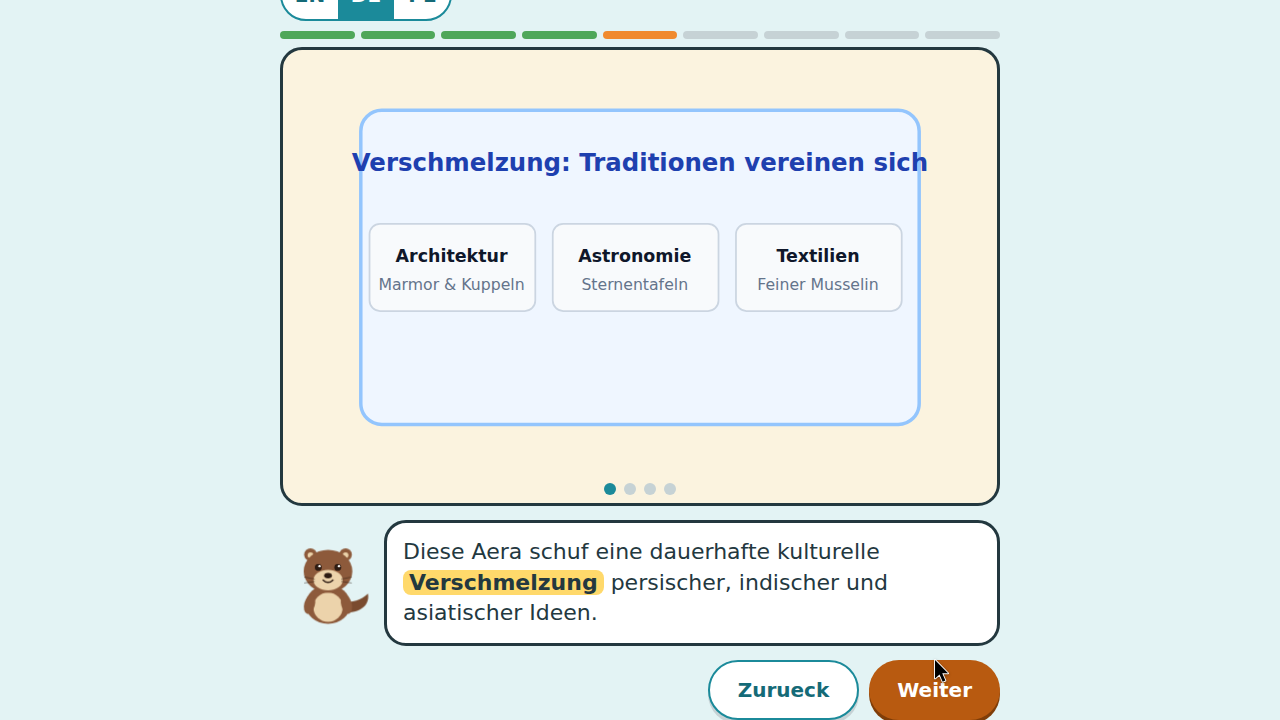 Verschmelzung: Traditionen vereinen sich
Architektur
Marmor & Kuppeln
Astronomie
Sternentafeln
Textilien
Feiner Musselin
Diese Aera schuf eine dauerhafte kulturelle
Verschmelzung persischer, indischer und
asiatischer Ideen.
Zurueck
Weiter